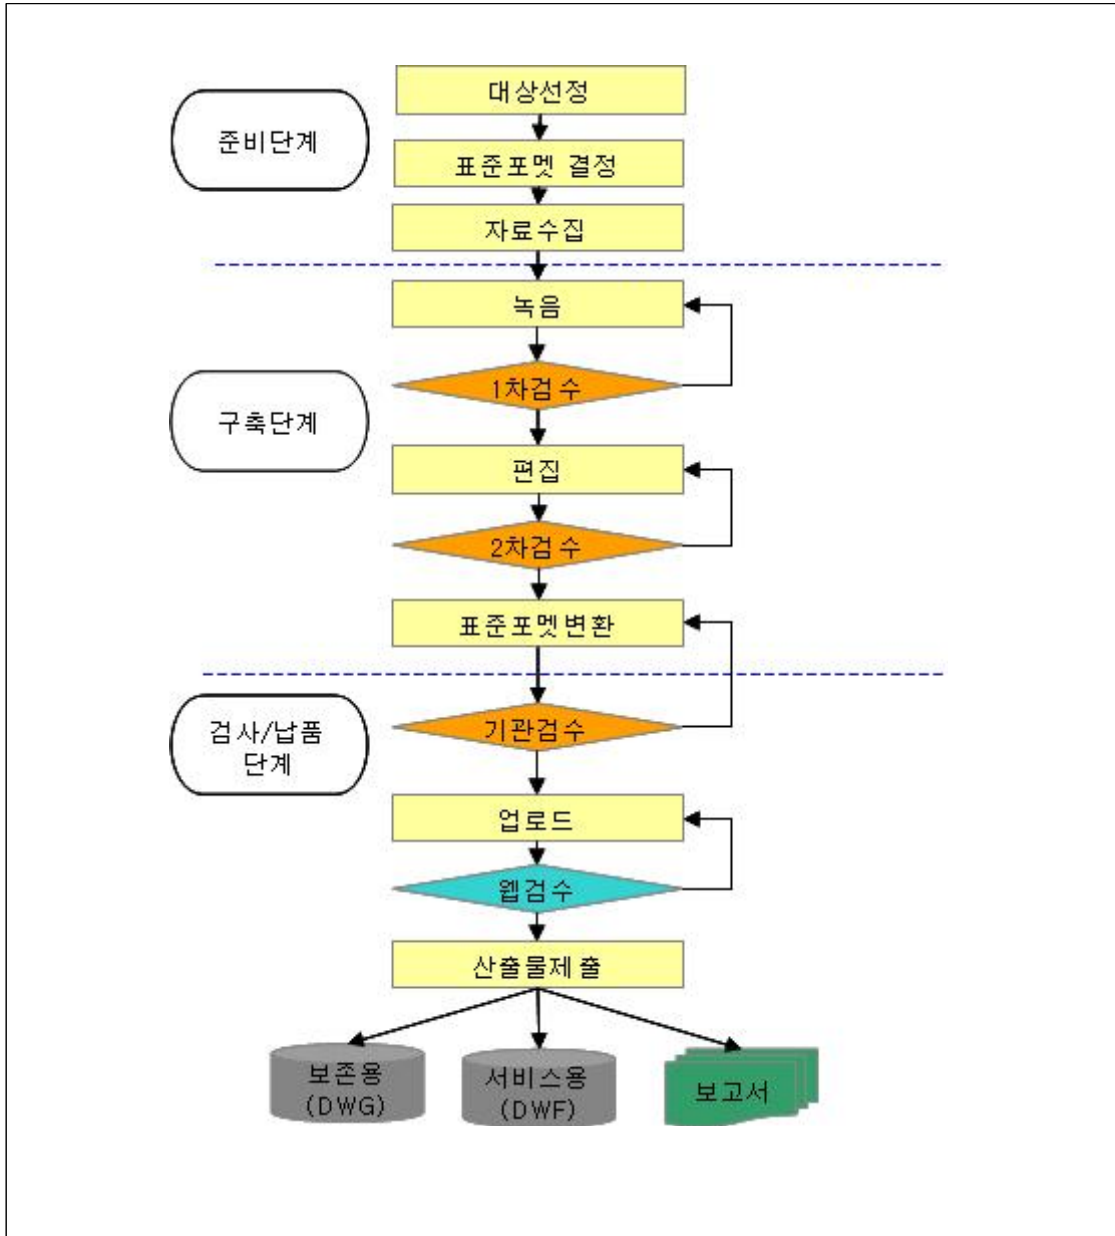 대상선정
준비단계
표준포멧 결정
자료수집
녹음
1차검수
구축단계
편집
2차검수
표준포멧변환
기관검수
검사/납품
단계
업로드
웹검수
산출물제출
보존용
(DWG)
서비스용
(DWF)
보고서